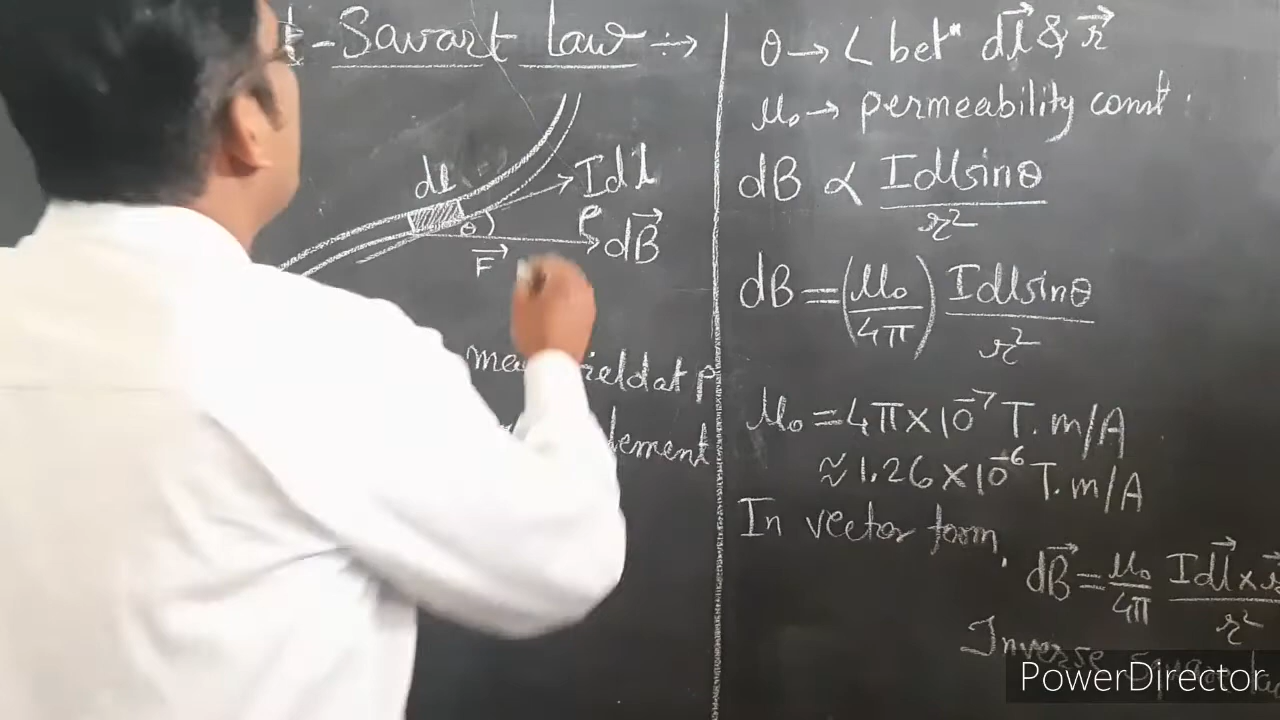 t-Savart law :→
dl
Idl
θ
P
dB⃗
r⃗
field at P
element
θ → ∠ betⁿ dl⃗ & r⃗
μ₀ → permeability const.
dB ∝ Idlsinθ / r²
dB = (μ₀ / 4π) Idlsinθ / r²
μ₀ = 4π×10⁻⁷ T.m/A
≈ 1.26×10⁻⁶ T.m/A
In vector form,
dB⃗ = μ₀ / 4π Idl⃗ × r⃗ / r²
Inverse Square la
PowerDirector